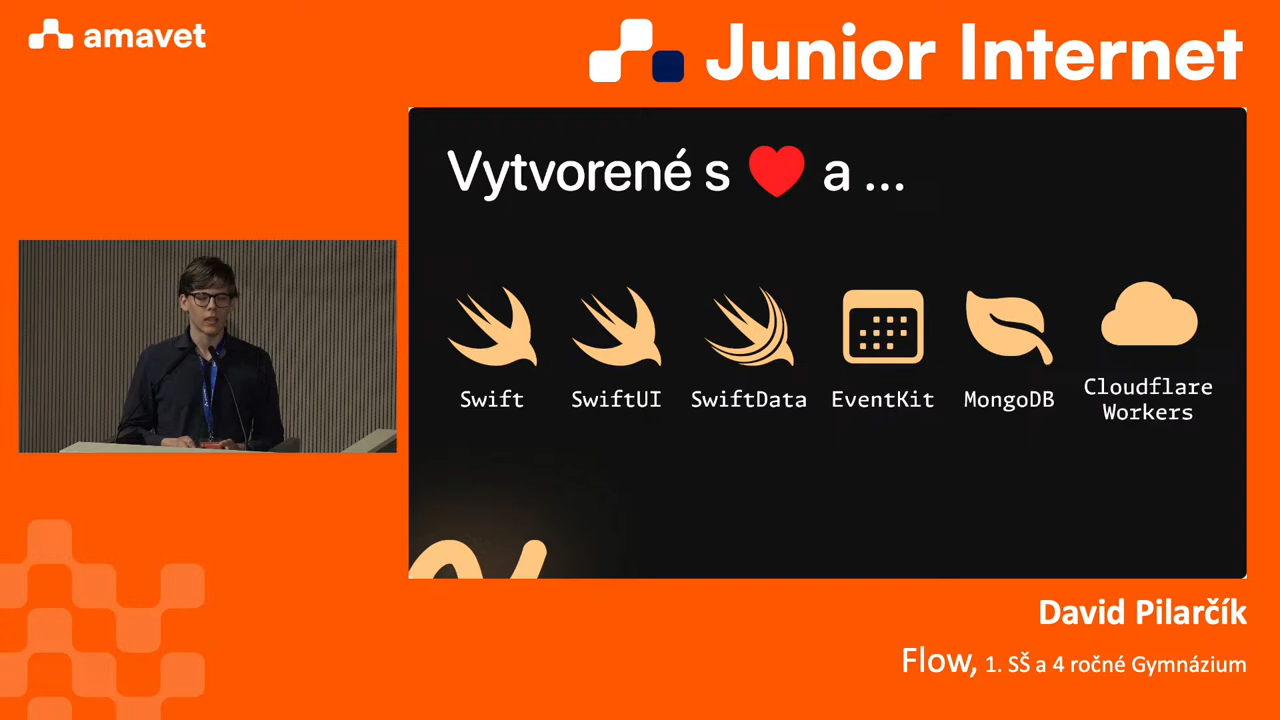 amavet
Junior Internet
Vytvorené s ❤️ a ...
Swift
SwiftUI
SwiftData
EventKit
MongoDB
Cloudflare
Workers
David Pilarčík
Flow, 1. SŠ a 4 ročné Gymnázium